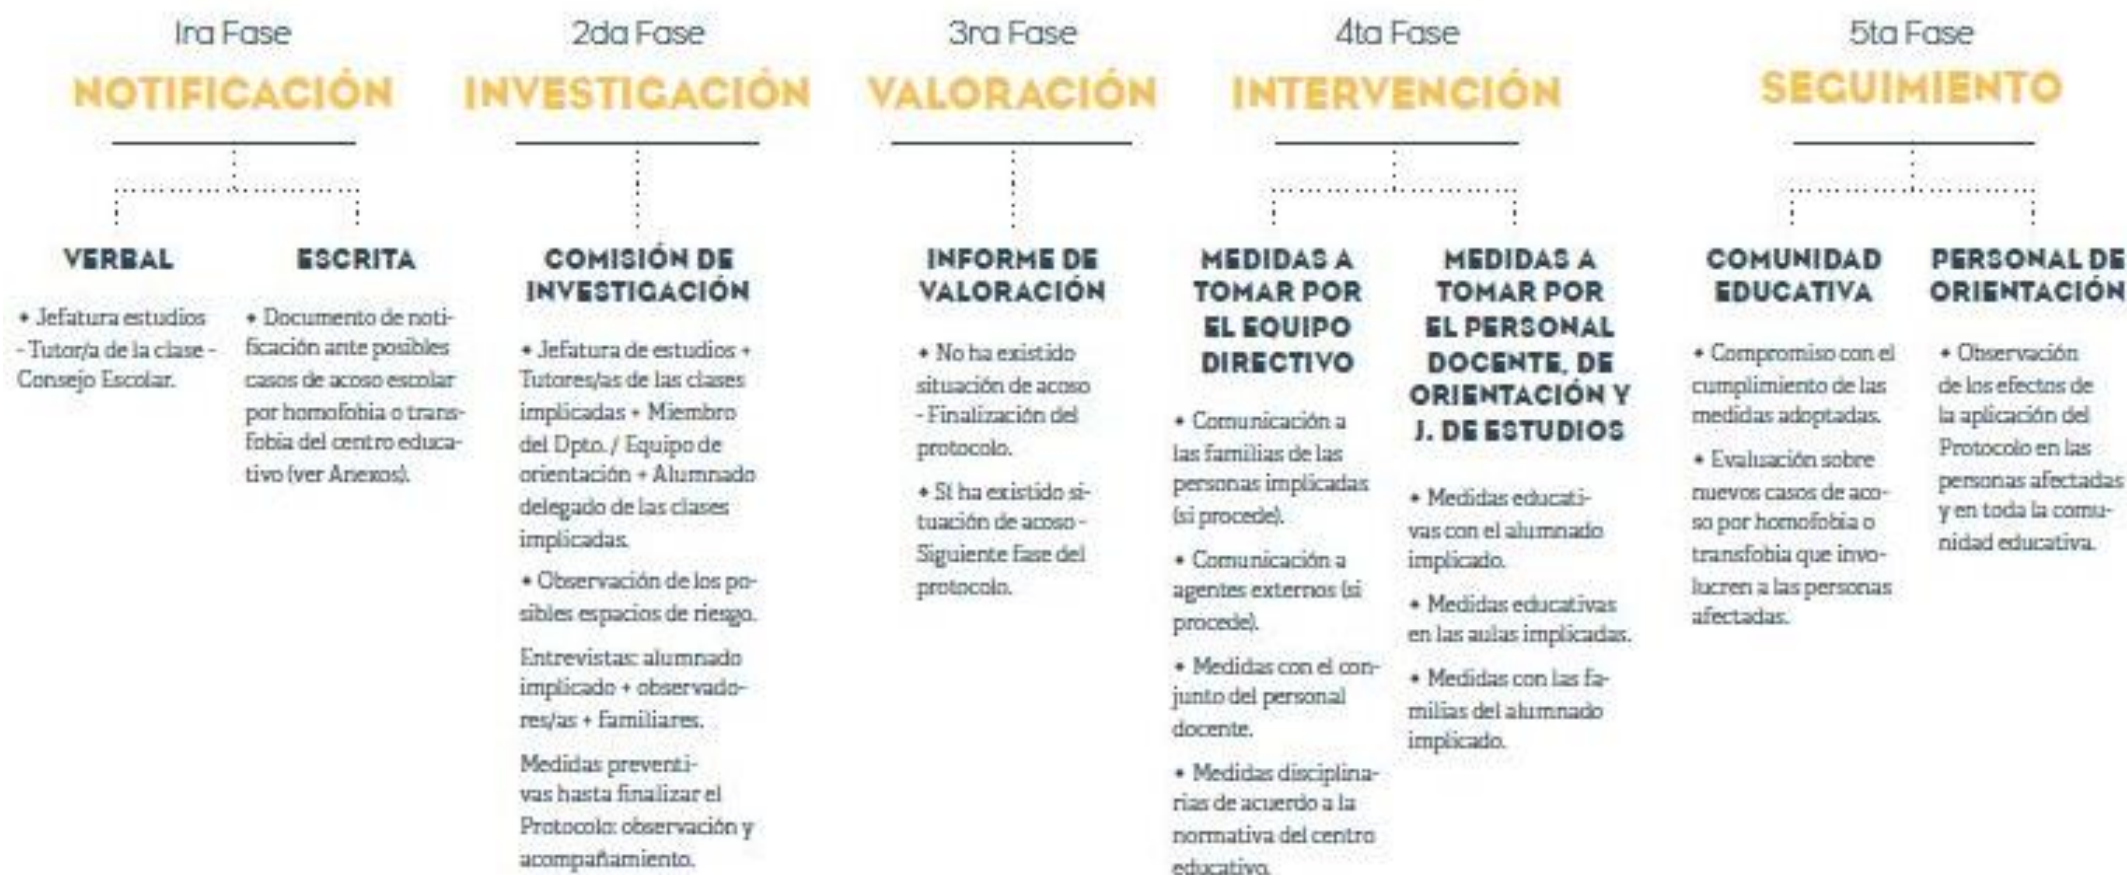 1ra Fase
NOTIFICACIÓN
VERBAL
• Jefatura estudios
- Tutor/a de la clase -
Consejo Escolar.
ESCRITA
• Documento de noti-
ficación ante posibles
casos de acoso escolar
por homofobia o trans-
fobia del centro educa-
tivo (ver Anexos).
2da Fase
INVESTIGACIÓN
COMISIÓN DE
INVESTIGACIÓN
• Jefatura de estudios +
Tutores/as de las clases
implicadas + Miembro
del Dpto. / Equipo de
orientación + Alumnado
delegado de las clases
implicadas.
• Observación de los po-
sibles espacios de riesgo.
Entrevistas: alumnado
implicado + observado-
res/as + familiares.
Medidas preventi-
vas hasta finalizar el
Protocolo: observación y
acompañamiento.
3ra Fase
VALORACIÓN
INFORME DE
VALORACIÓN
• No ha existido
situación de acoso
- Finalización del
protocolo.
• Sí ha existido si-
tuación de acoso -
Siguiente fase del
protocolo.
4ta Fase
INTERVENCIÓN
MEDIDAS A
TOMAR POR
EL EQUIPO
DIRECTIVO
• Comunicación a
las familias de las
personas implicadas
(si procede).
• Comunicación a
agentes externos (si
procede).
• Medidas con el con-
junto del personal
docente.
• Medidas disciplina-
rias de acuerdo a la
normativa del centro
educativo.
MEDIDAS A
TOMAR POR
EL PERSONAL
DOCENTE, DE
ORIENTACIÓN Y
J. DE ESTUDIOS
• Medidas educati-
vas con el alumnado
implicado.
• Medidas educativas
en las aulas implicadas.
• Medidas con las fa-
milias del alumnado
implicado.
5ta Fase
SEGUIMIENTO
COMUNIDAD
EDUCATIVA
• Compromiso con el
cumplimiento de las
medidas adoptadas.
• Evaluación sobre
nuevos casos de aco-
so por homofobia o
transfobia que invo-
lucren a las personas
afectadas.
PERSONAL DE
ORIENTACIÓN
• Observación
de los efectos de
la aplicación del
Protocolo en las
personas afectadas
y en toda la comu-
nidad educativa.